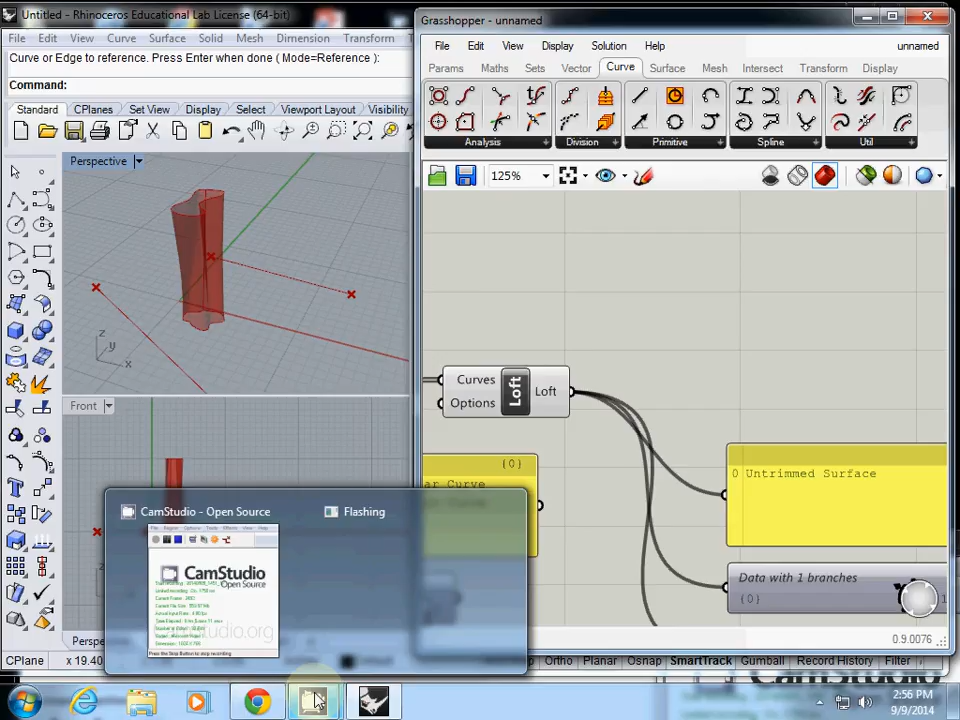 Untitled - Rhinoceros Educational Lab License (64-bit)
File Edit View Curve Surface Solid Mesh Dimension Transform
Curve or Edge to reference. Press Enter when done ( Mode=Reference ):
Command:
Standard CPlanes Set View Display Select Viewport Layout Visibility
Perspective
z
y
x
Front
CamStudio - Open Source
Flashing
CamStudio
Open Source
CPlane x 19.40
Ortho Planar Osnap SmartTrack Gumball Record History Filter
Grasshopper - unnamed
File Edit View Display Solution Help unnamed
Params Maths Sets Vector Curve Surface Mesh Intersect Transform Display
Analysis Division Primitive Spline Util
125%
Curves
Options
Loft
Loft
{0}
ar Curve
0 Untrimmed Surface
Data with 1 branches
{0}
0.9.0076
2:56 PM
9/9/2014